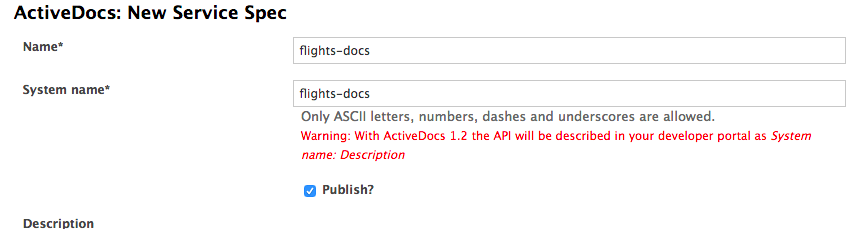 ActiveDocs: New Service Spec
Name*
flights-docs
System name*
flights-docs
Only ASCII letters, numbers, dashes and underscores are allowed.
Warning: With ActiveDocs 1.2 the API will be described in your developer portal as System
name: Description
Publish?
Description